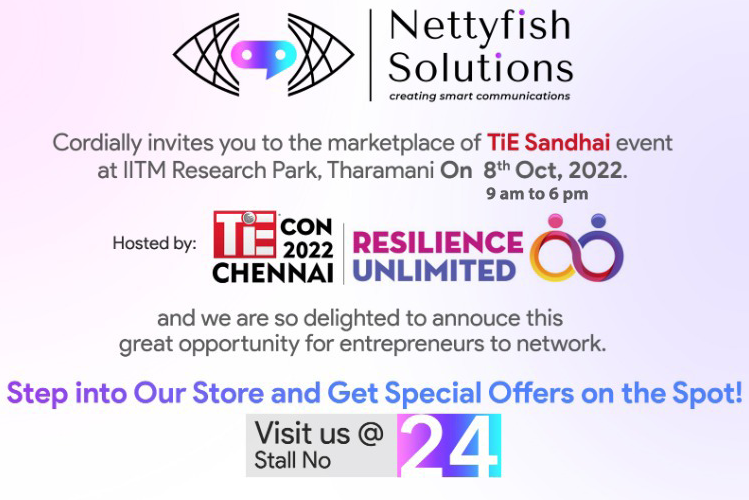 Nettyfish
Solutions
creating smart communications
Cordially invites you to the marketplace of TiE Sandhai event
at IITM Research Park, Tharamani On 8th Oct, 2022.
9 am to 6 pm
Hosted by:
TiE CON
2022
CHENNAI
RESILIENCE
UNLIMITED
and we are so delighted to annouce this
great opportunity for entrepreneurs to network.
Step into Our Store and Get Special Offers on the Spot!
Visit us @
Stall No
24